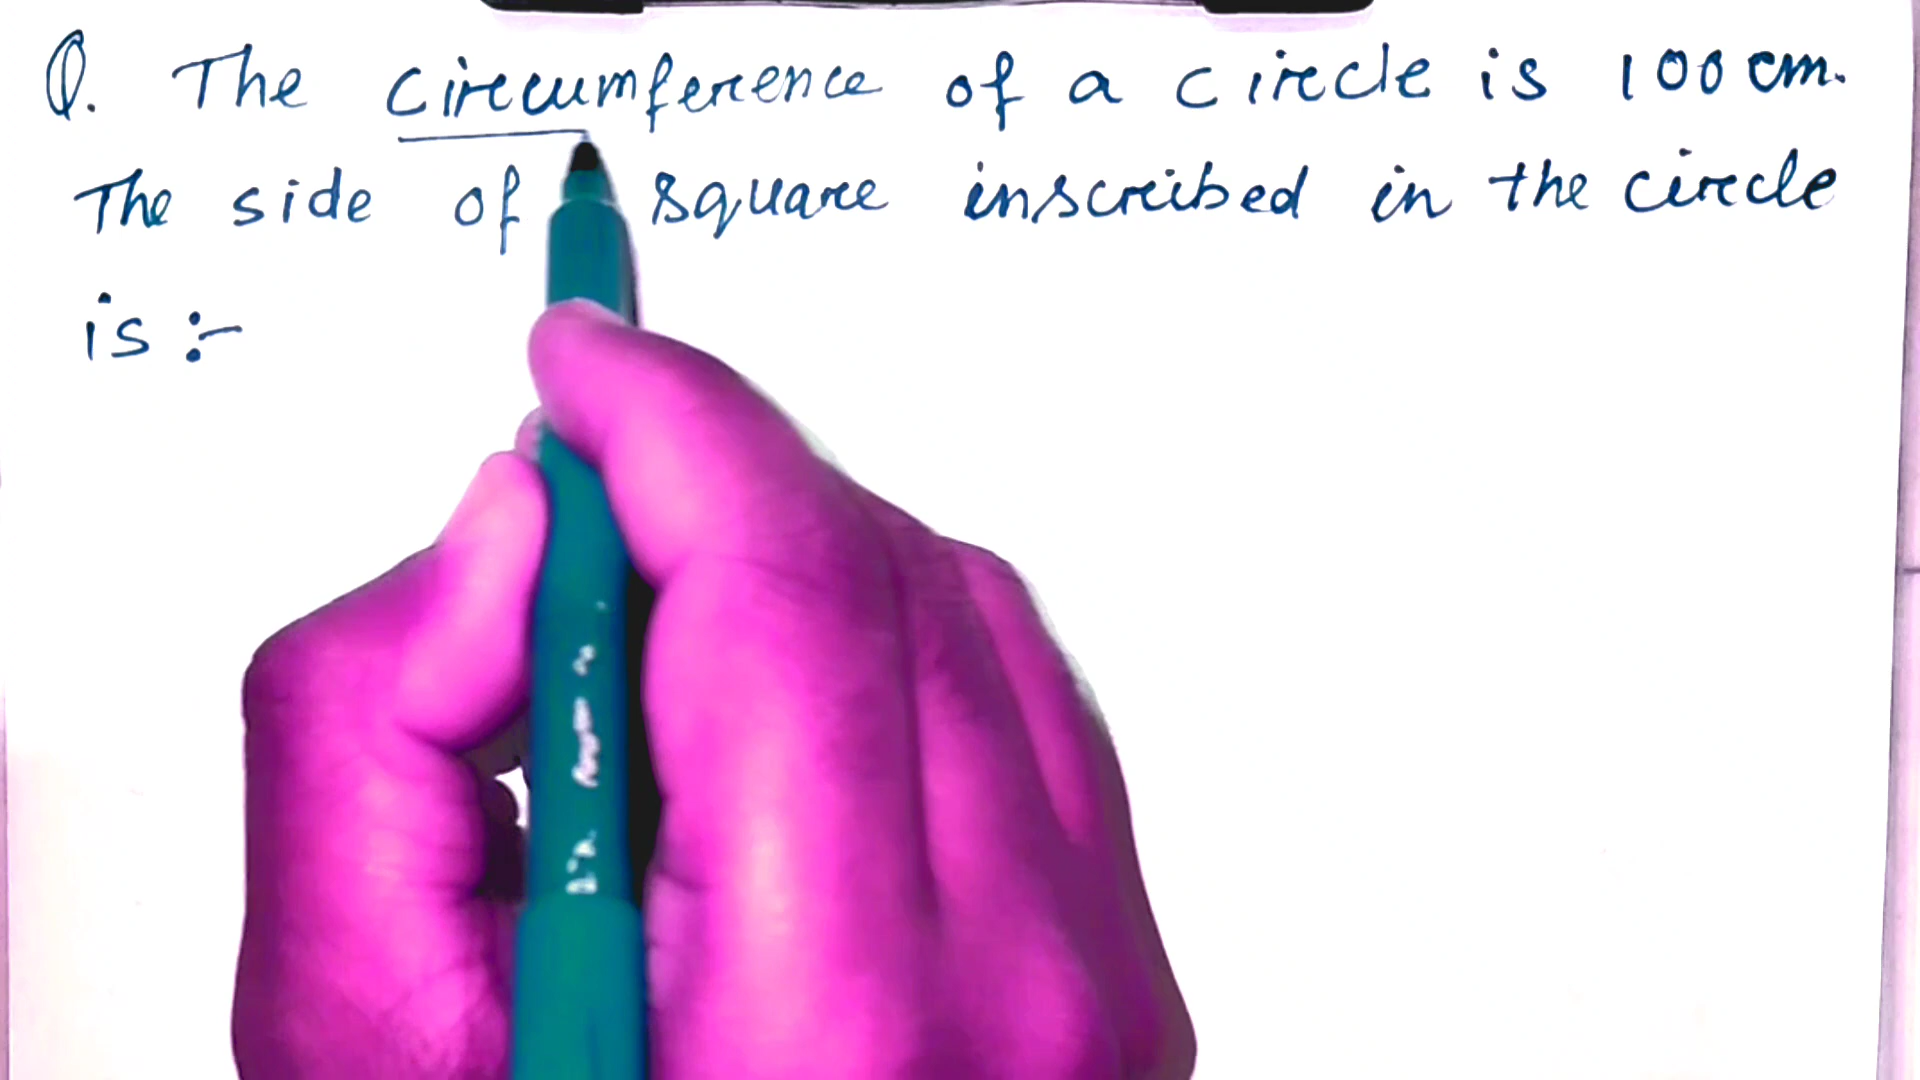 Q. The circumference of a circle is 100 cm.
The side of square inscribed in the circle
is :-